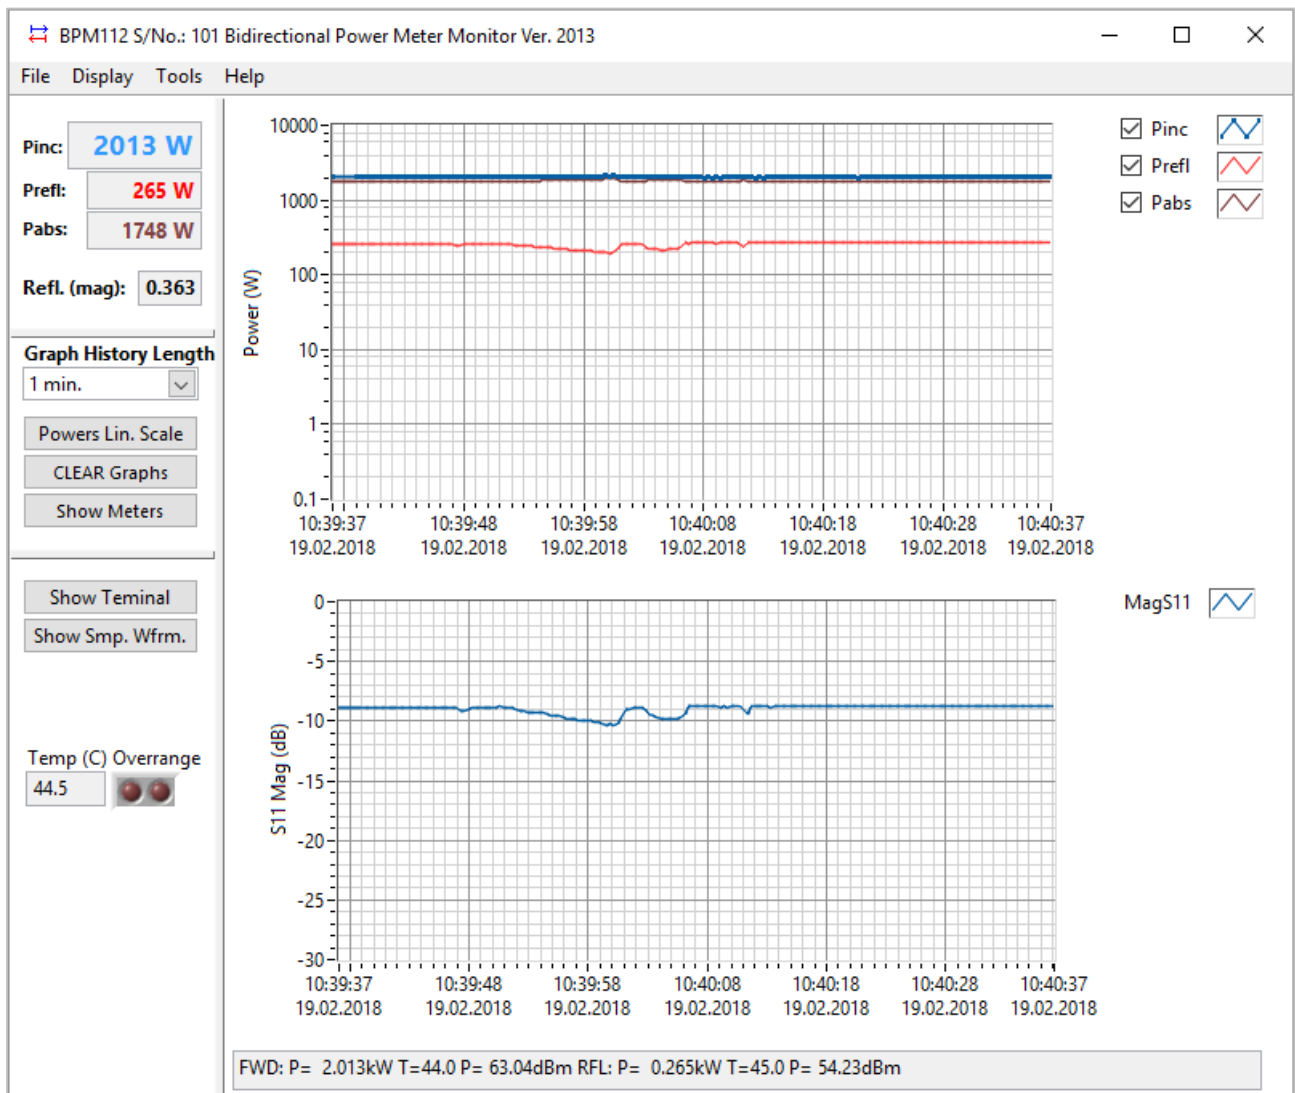 BPM112 S/No.: 101 Bidirectional Power Meter Monitor Ver. 2013
File Display Tools Help
Pinc: 2013 W
Prefl: 265 W
Pabs: 1748 W
Refl. (mag): 0.363
Graph History Length
1 min.
Powers Lin. Scale
CLEAR Graphs
Show Meters
Show Teminal
Show Smp. Wfrm.
Temp (C) Overrange
44.5
Power (W)
10000
1000
100
10
1
0.1
10:39:37 10:39:48 10:39:58 10:40:08 10:40:18 10:40:28 10:40:37
19.02.2018 19.02.2018 19.02.2018 19.02.2018 19.02.2018 19.02.2018 19.02.2018
Pinc
Prefl
Pabs
S11 Mag (dB)
0
-5
-10
-15
-20
-25
-30
10:39:37 10:39:48 10:39:58 10:40:08 10:40:18 10:40:28 10:40:37
19.02.2018 19.02.2018 19.02.2018 19.02.2018 19.02.2018 19.02.2018 19.02.2018
MagS11
FWD: P= 2.013kW T=44.0 P= 63.04dBm RFL: P= 0.265kW T=45.0 P= 54.23dBm